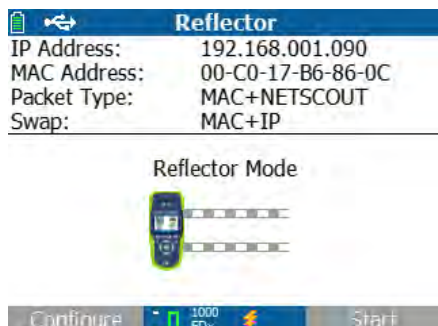 Reflector
IP Address: 192.168.001.090
MAC Address: 00-C0-17-B6-86-0C
Packet Type: MAC+NETSCOUT
Swap: MAC+IP
Reflector Mode
Configure 1000 FDx Start